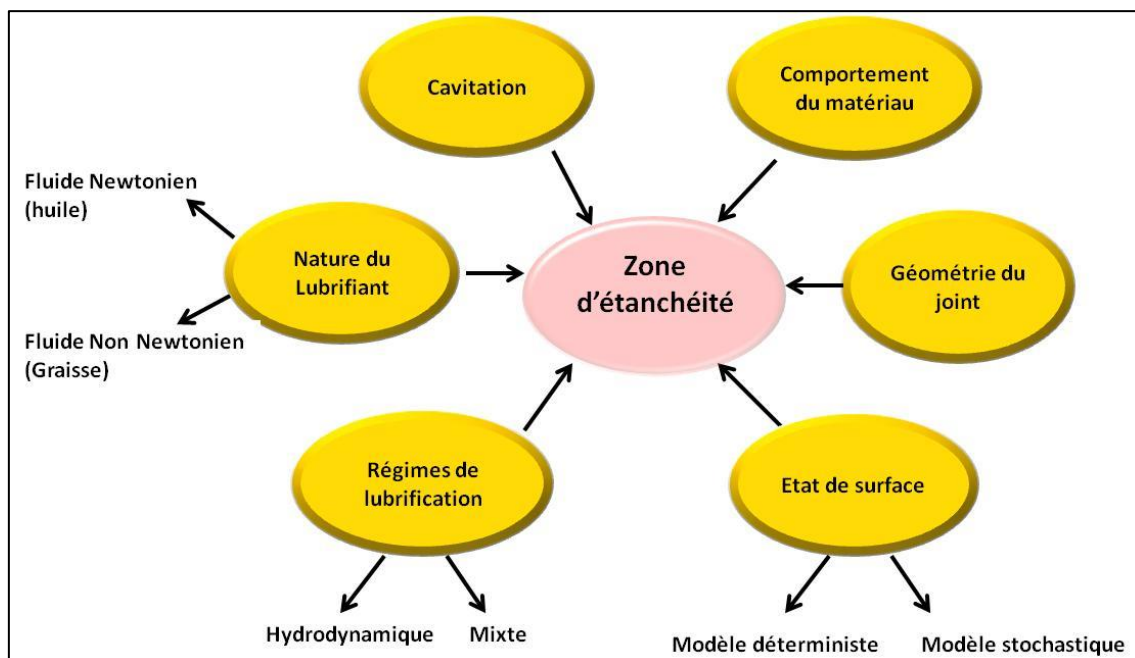 Cavitation
Comportement
du matériau
Fluide Newtonien
(huile)
Nature du
Lubrifiant
Zone
d’étanchéité
Géométrie du
joint
Fluide Non Newtonien
(Graisse)
Régimes de
lubrification
Etat de surface
Hydrodynamique
Mixte
Modèle déterministe
Modèle stochastique